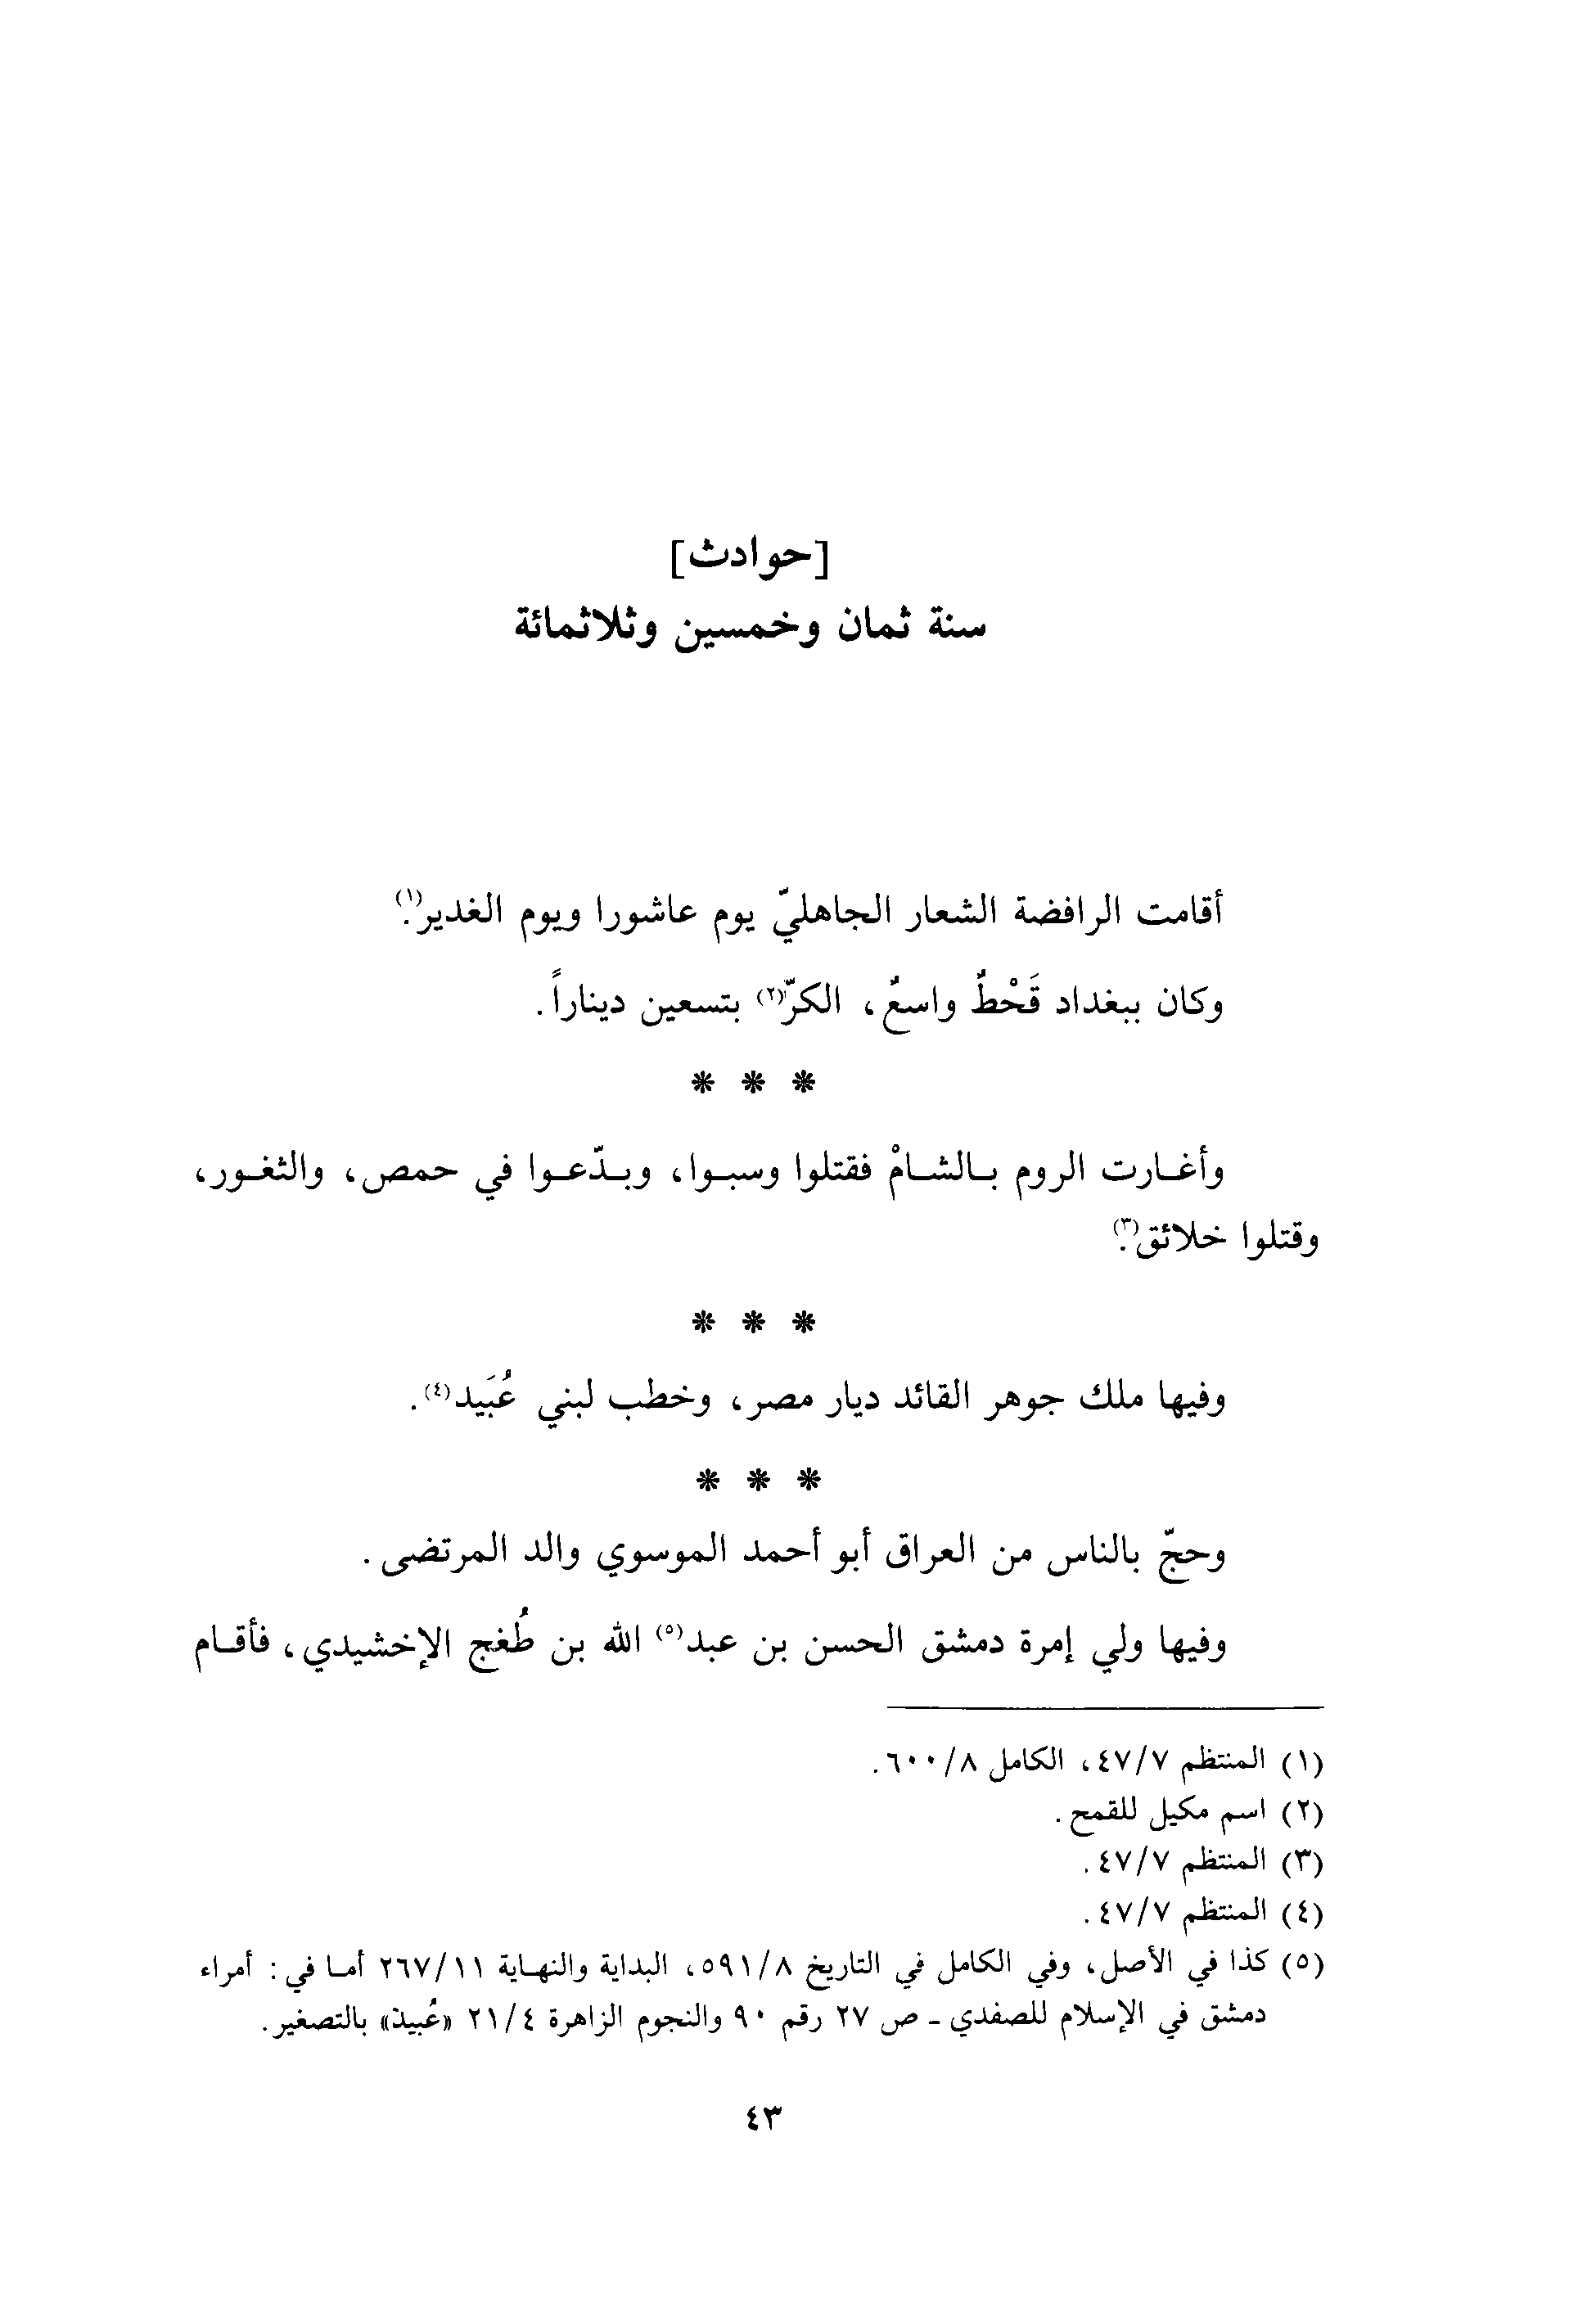 [حوادث]
سنة ثمان وخمسين وثلاثمائة
أقامت الرافضة الشعار الجاهليّ يوم عاشورا ويوم الغدير(١).
وكان ببغداد قَحْطٌ واسعٌ، الكرّ(٢) بتسعين ديناراً.
* * *
وأغارت الروم بالشامْ فقتلوا وسبوا، وبدّعوا في حمص، والثغور،
وقتلوا خلائق(٣).
* * *
وفيها ملك جوهر القائد ديار مصر، وخطب لبني عُبَيد(٤).
* * *
وحجّ بالناس من العراق أبو أحمد الموسوي والد المرتضى.
وفيها ولي إمرة دمشق الحسن بن عبد(٥) الله بن طُغج الإخشيدي، فأقام
(١) المنتظم ٤٧/٧، الكامل ٦٠٠/٨.
(٢) اسم مكيل للقمح.
(٣) المنتظم ٤٧/٧.
(٤) المنتظم ٤٧/٧.
(٥) كذا في الأصل، وفي الكامل في التاريخ ٥٩١/٨، البداية والنهاية ٢٦٧/١١ أما في: أمراء
دمشق في الإسلام للصفدي - ص ٢٧ رقم ٩٠ والنجوم الزاهرة ٢١/٤ «عُبيد» بالتصغير.
٤٣